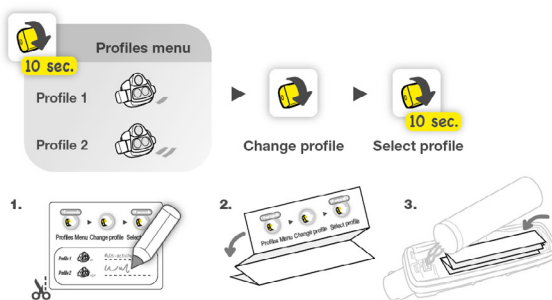 Profiles menu
10 sec.
Profile 1
Profile 2
Change profile
Select profile
10 sec.
1.
Profiles Menu Change profile Select
Profile 1
Profile 2
2.
Profiles Menu Change profile Select profile
3.